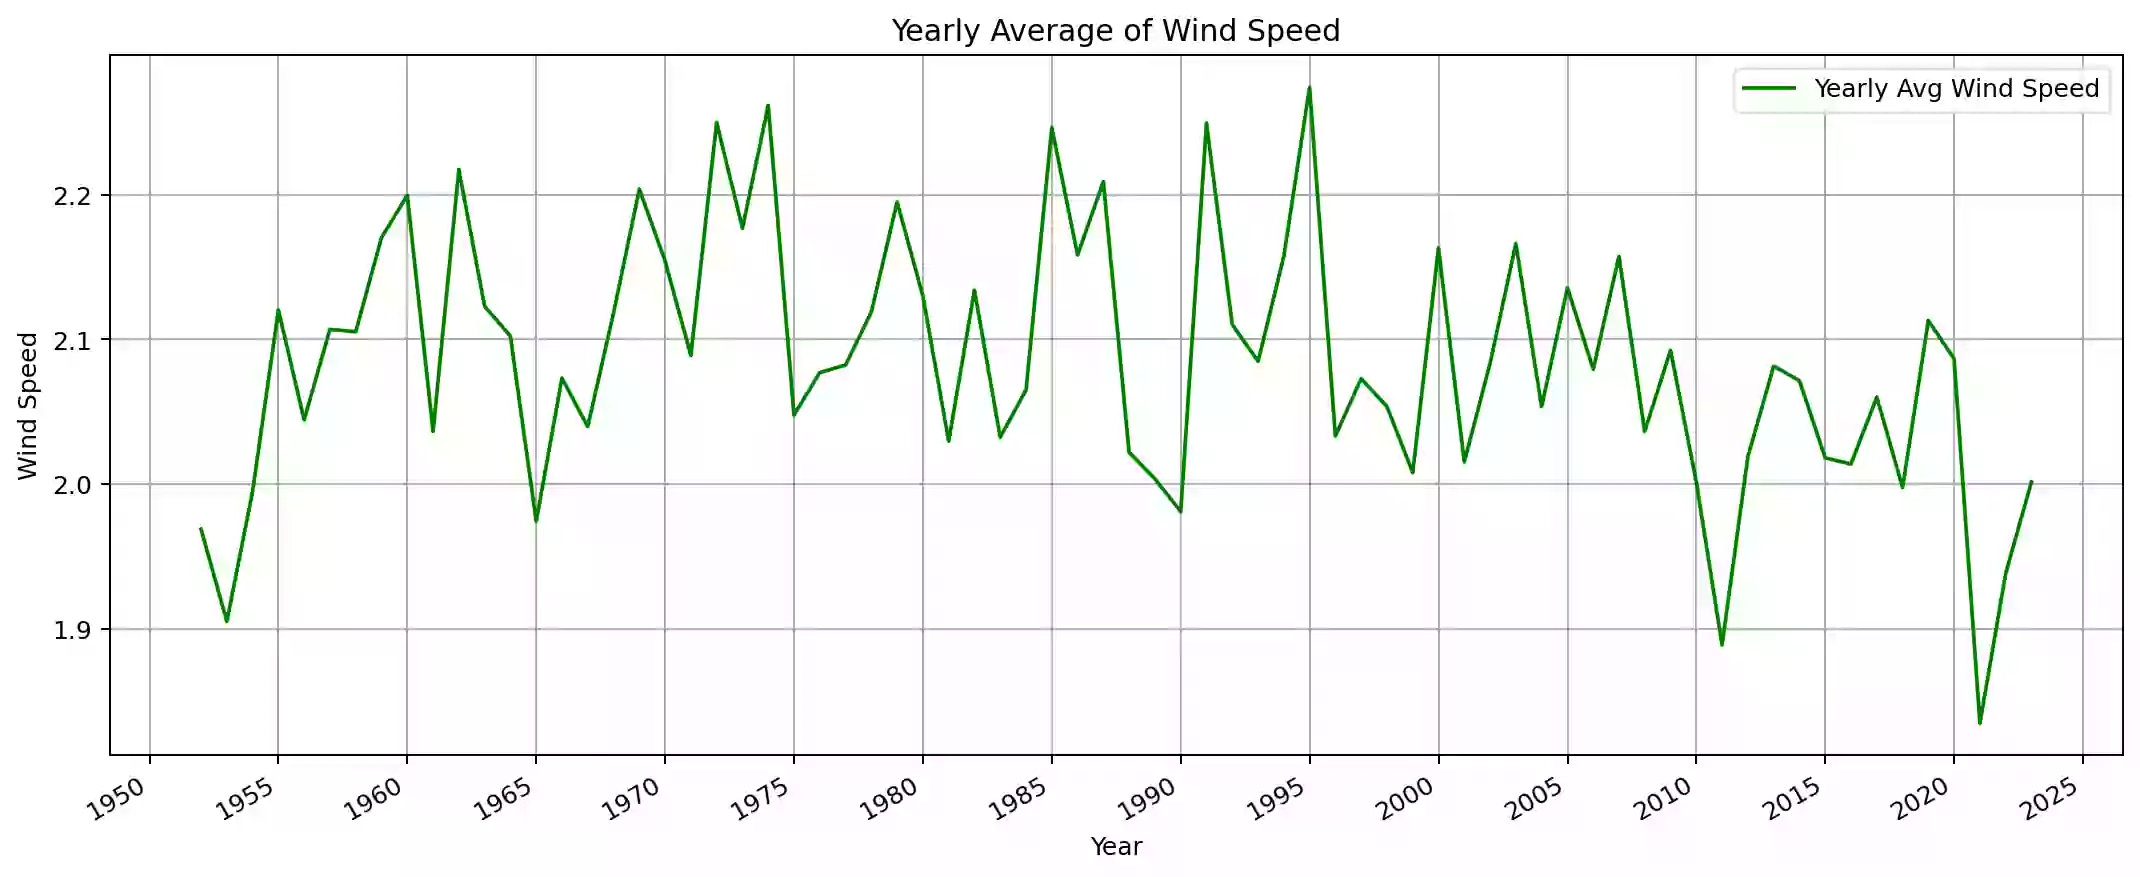 Yearly Average of Wind Speed
Yearly Avg Wind Speed
Wind Speed
2.2
2.1
2.0
1.9
1950 1955 1960 1965 1970 1975 1980 1985 1990 1995 2000 2005 2010 2015 2020 2025
Year